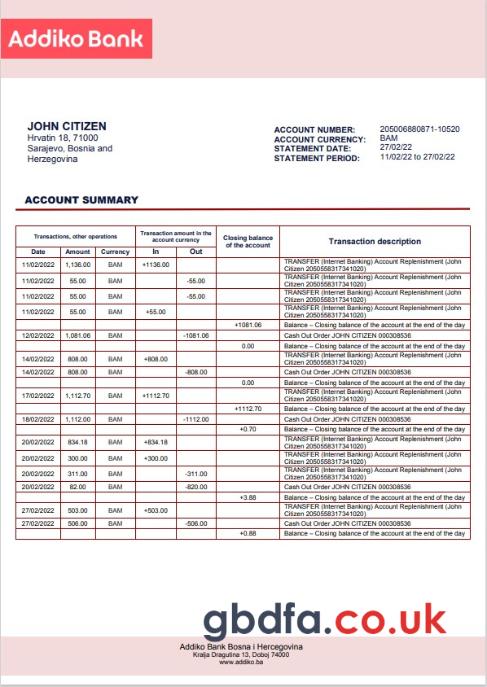 Addiko Bank
JOHN CITIZEN
Hrvatin 18, 71000
Sarajevo, Bosnia and
Herzegovina
ACCOUNT NUMBER: 205006880871-10520
ACCOUNT CURRENCY: BAM
STATEMENT DATE: 27/02/22
STATEMENT PERIOD: 11/02/22 to 27/02/22
ACCOUNT SUMMARY
Transactions, other operations Transaction amount in the account currency Closing balance of the account Transaction description
Date Amount Currency In Out
11/02/2022 1,136.00 BAM +1136.00 TRANSFER (Internet Banking) Account Replenishment (John
Citizen 2050558317341020)
11/02/2022 55.00 BAM -55.00 TRANSFER (Internet Banking) Account Replenishment (John
Citizen 2050558317341020)
11/02/2022 55.00 BAM -55.00 TRANSFER (Internet Banking) Account Replenishment (John
Citizen 2050558317341020)
11/02/2022 55.00 BAM +55.00 TRANSFER (Internet Banking) Account Replenishment (John
Citizen 2050558317341020)
+1081.06 Balance – Closing balance of the account at the end of the day
12/02/2022 1,081.06 BAM -1081.06 Cash Out Order JOHN CITIZEN 000308536
0.00 Balance – Closing balance of the account at the end of the day
14/02/2022 808.00 BAM +808.00 TRANSFER (Internet Banking) Account Replenishment (John
Citizen 2050558317341020)
14/02/2022 808.00 BAM -808.00 Cash Out Order JOHN CITIZEN 000308536
0.00 Balance – Closing balance of the account at the end of the day
17/02/2022 1,112.70 BAM +1112.70 TRANSFER (Internet Banking) Account Replenishment (John
Citizen 2050558317341020)
+1112.70 Balance – Closing balance of the account at the end of the day
18/02/2022 1,112.00 BAM -1112.00 Cash Out Order JOHN CITIZEN 000308536
+0.70 Balance – Closing balance of the account at the end of the day
20/02/2022 834.18 BAM +834.18 TRANSFER (Internet Banking) Account Replenishment (John
Citizen 2050558317341020)
20/02/2022 300.00 BAM +300.00 TRANSFER (Internet Banking) Account Replenishment (John
Citizen 2050558317341020)
20/02/2022 311.00 BAM -311.00 TRANSFER (Internet Banking) Account Replenishment (John
Citizen 2050558317341020)
20/02/2022 82.00 BAM -820.00 Cash Out Order JOHN CITIZEN 000308536
+3.88 Balance – Closing balance of the account at the end of the day
27/02/2022 503.00 BAM +503.00 TRANSFER (Internet Banking) Account Replenishment (John
Citizen 2050558317341020)
27/02/2022 506.00 BAM -506.00 Cash Out Order JOHN CITIZEN 000308536
+0.88 Balance – Closing balance of the account at the end of the day
gbdfa.co.uk
Addiko Bank Bosna i Hercegovina
Kralja Dragutina 13, Doboj 74000
www.addiko.ba